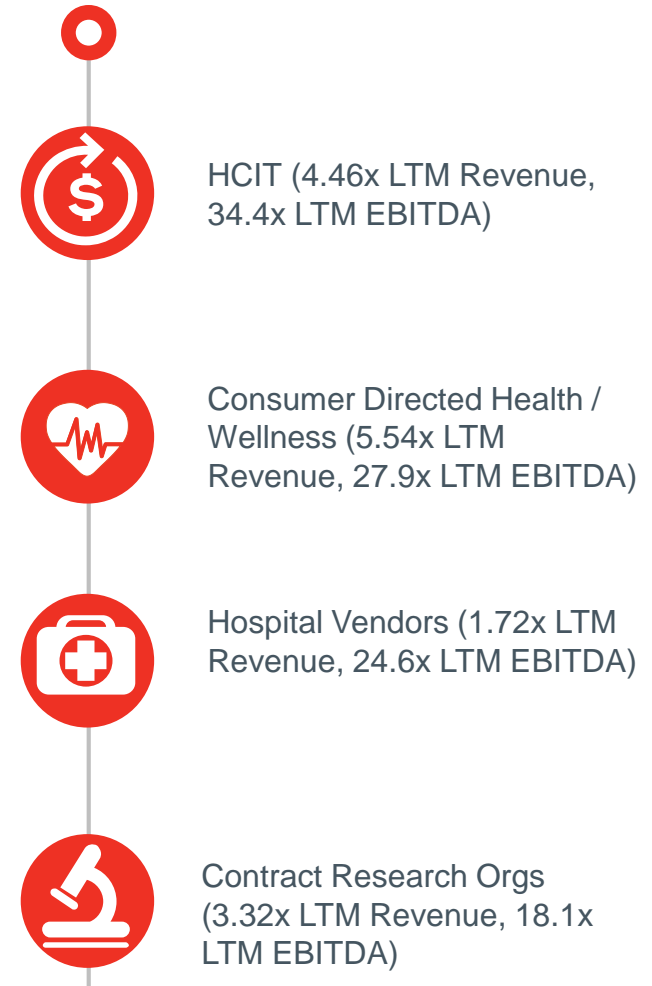 $
HCIT (4.46x LTM Revenue,
34.4x LTM EBITDA)
Consumer Directed Health /
Wellness (5.54x LTM
Revenue, 27.9x LTM EBITDA)
Hospital Vendors (1.72x LTM
Revenue, 24.6x LTM EBITDA)
Contract Research Orgs
(3.32x LTM Revenue, 18.1x
LTM EBITDA)